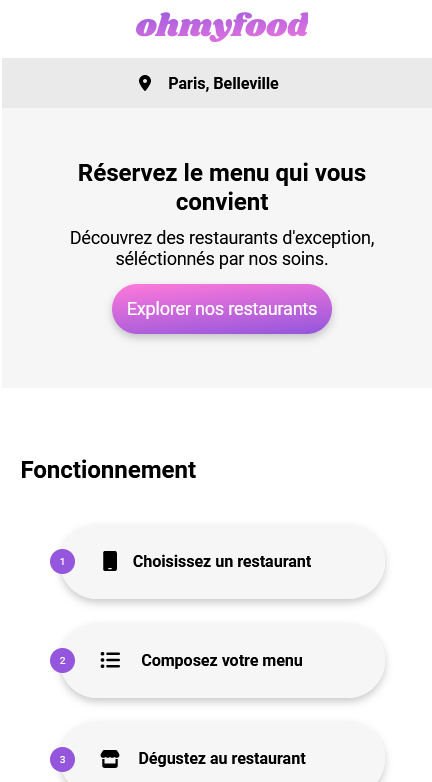 ohmyfood
Paris, Belleville
Réservez le menu qui vous
convient
Découvrez des restaurants d'exception,
séléctionnés par nos soins.
Explorer nos restaurants
Fonctionnement
1 Choisissez un restaurant
2 Composez votre menu
3 Dégustez au restaurant